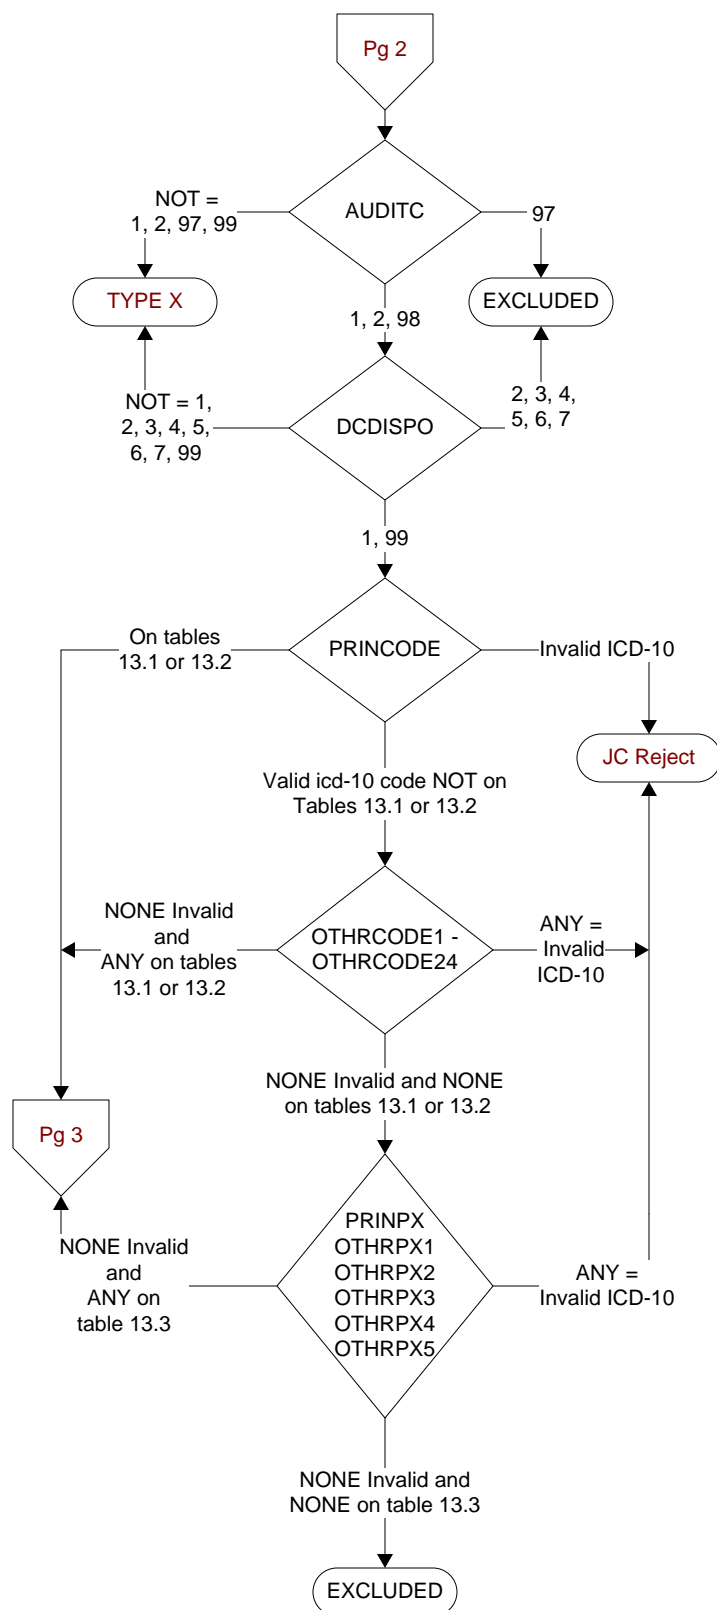 Pg 2
AUDITC
NOT =
1, 2, 97, 99
97
TYPE X
EXCLUDED
1, 2, 98
DCDISPO
NOT = 1,
2, 3, 4, 5,
6, 7, 99
2, 3, 4,
5, 6, 7
1, 99
PRINCODE
On tables
13.1 or 13.2
Invalid ICD-10
JC Reject
Valid icd-10 code NOT on
Tables 13.1 or 13.2
OTHRCODE1 -
OTHRCODE24
NONE Invalid
and
ANY on tables
13.1 or 13.2
ANY =
Invalid
ICD-10
NONE Invalid and NONE
on tables 13.1 or 13.2
Pg 3
PRINPX
OTHRPX1
OTHRPX2
OTHRPX3
OTHRPX4
OTHRPX5
NONE Invalid
and
ANY on
table 13.3
ANY =
Invalid ICD-10
NONE Invalid and
NONE on table 13.3
EXCLUDED